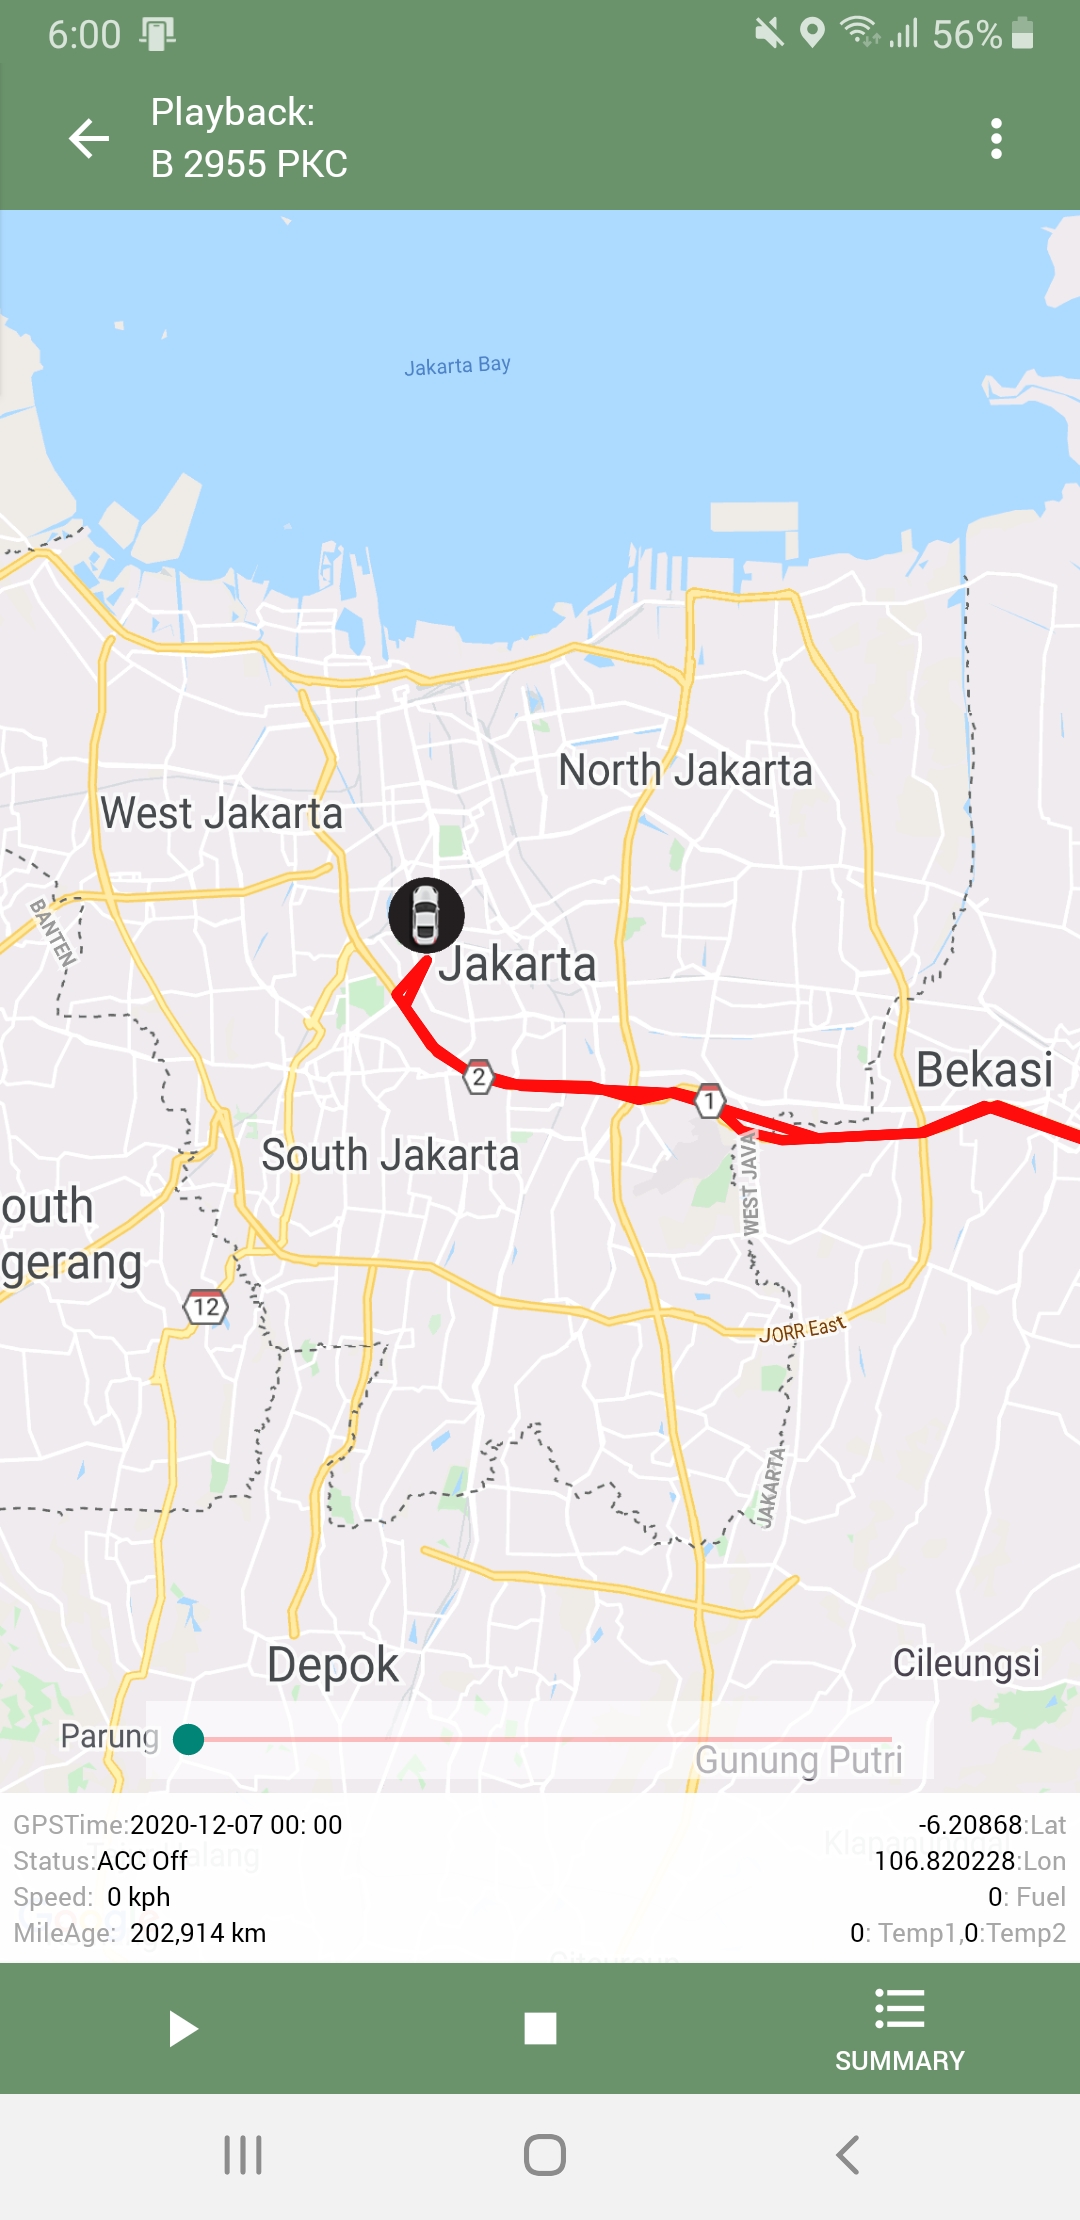 6:00
56%
Playback:
B 2955 PKC
Jakarta Bay
North Jakarta
West Jakarta
BANTEN
Jakarta
Bekasi
2
1
South Jakarta
WEST JAVA
outh
gerang
12
JORR East
JAKARTA
Depok
Cileungsi
Parung
Gunung Putri
GPSTime:2020-12-07 00: 00
-6.20868:Lat
Status:ACC Off
106.820228:Lon
Speed: 0 kph
0: Fuel
MileAge: 202,914 km
0: Temp1,0:Temp2
SUMMARY